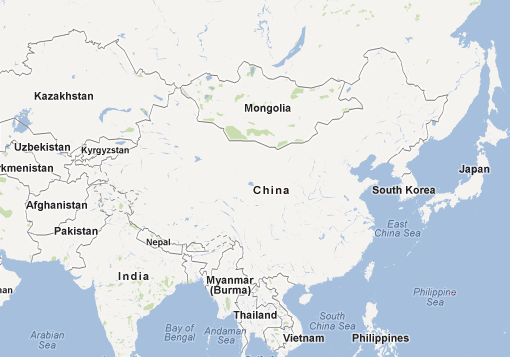 Kazakhstan
Mongolia
Uzbekistan
Kyrgyzstan
rkmenistan
Japan
China
South Korea
Afghanistan
Pakistan
East
China Sea
Nepal
India
Myanmar
(Burma)
Philippine
Sea
an
Thailand
South
China Sea
Arabian
Sea
Bay of
Bengal
Andaman
Sea
Vietnam
Philippines